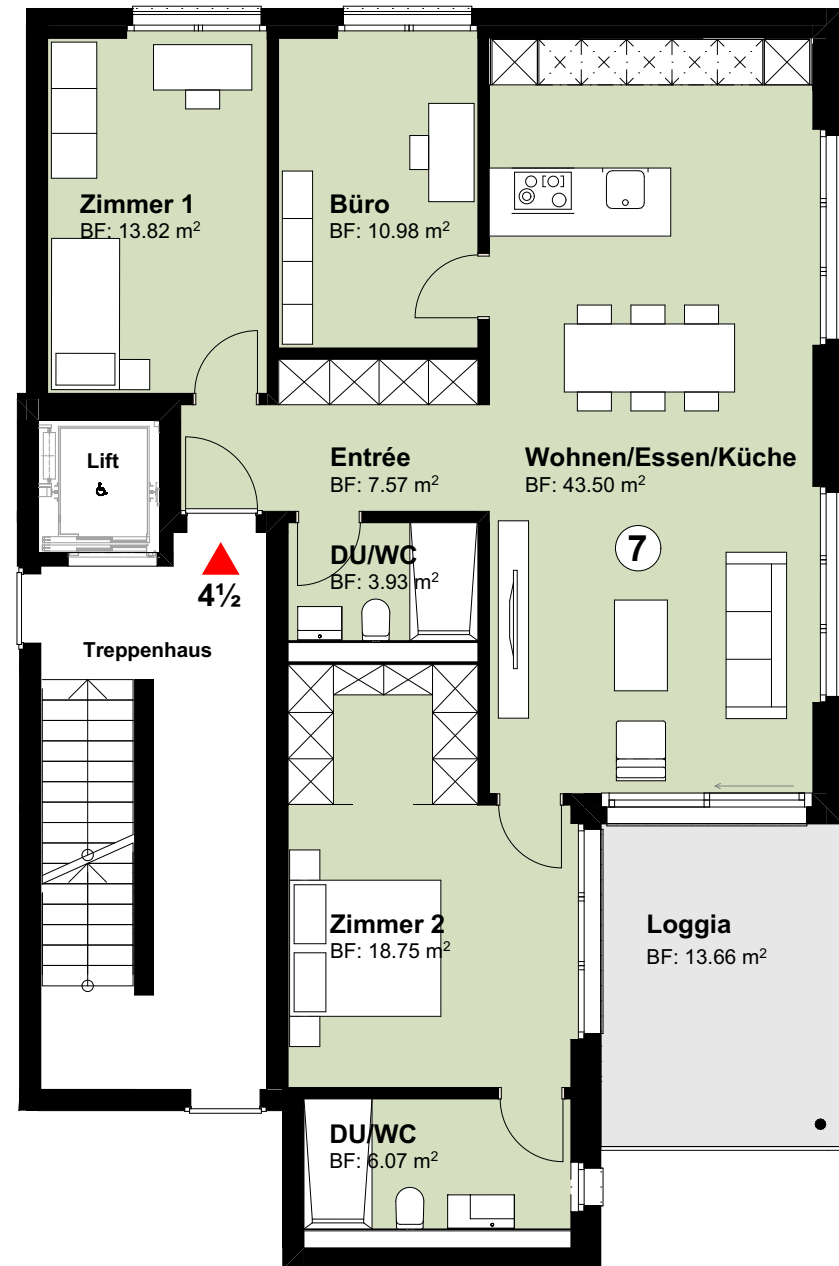 Zimmer 1
BF: 13.82 m²
Büro
BF: 10.98 m²
Lift
Entrée
BF: 7.57 m²
Wohnen/Essen/Küche
BF: 43.50 m²
7
DU/WC
BF: 3.93 m²
4½
Treppenhaus
Zimmer 2
BF: 18.75 m²
Loggia
BF: 13.66 m²
DU/WC
BF: 6.07 m²